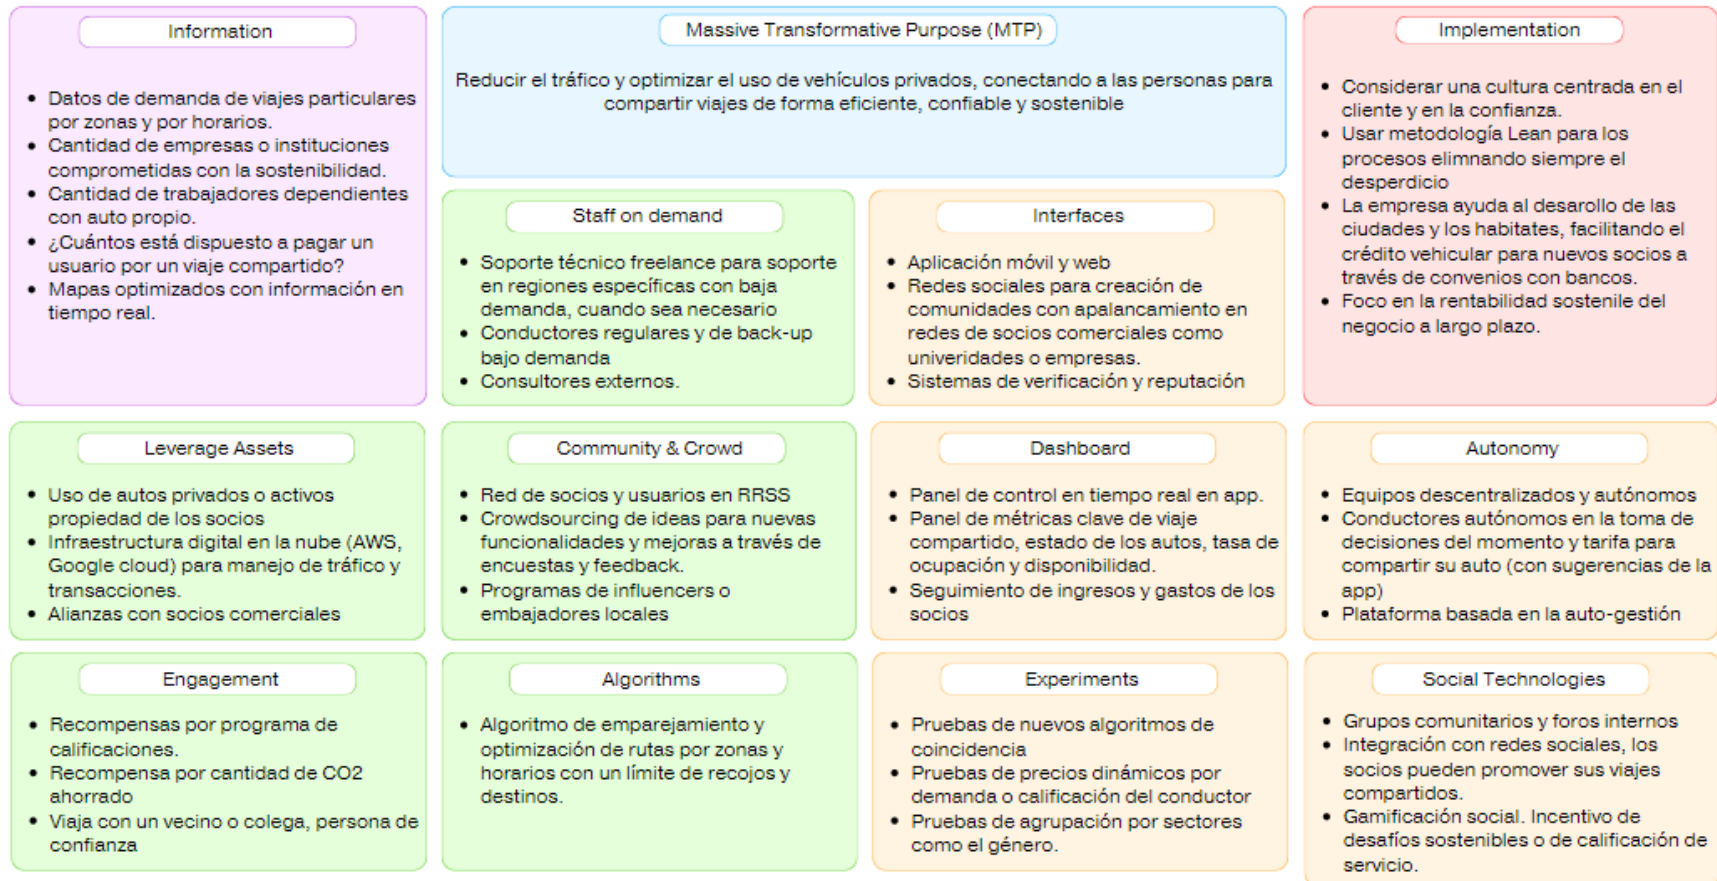 Information
• Datos de demanda de viajes particulares
por zonas y por horarios.
• Cantidad de empresas o instituciones
comprometidas con la sostenibilidad.
• Cantidad de trabajadores dependientes
con auto propio.
• ¿Cuántos está dispuesto a pagar un
usuario por un viaje compartido?
• Mapas optimizados con información en
tiempo real.
Massive Transformative Purpose (MTP)
Reducir el tráfico y optimizar el uso de vehículos privados, conectando a las personas para
compartir viajes de forma eficiente, confiable y sostenible
Implementation
• Considerar una cultura centrada en el
cliente y en la confianza.
• Usar metodología Lean para los
procesos elimnando siempre el
desperdicio
• La empresa ayuda al desarollo de las
ciudades y los habitates, facilitando el
crédito vehicular para nuevos socios a
través de convenios con bancos.
• Foco en la rentabilidad sostenile del
negocio a largo plazo.
Staff on demand
• Soporte técnico freelance para soporte
en regiones específicas con baja
demanda, cuando sea necesario
• Conductores regulares y de back-up
bajo demanda
• Consultores externos.
Interfaces
• Aplicación móvil y web
• Redes sociales para creación de
comunidades con apalancamiento en
redes de socios comerciales como
univeridades o empresas.
• Sistemas de verificación y reputación
Leverage Assets
• Uso de autos privados o activos
propiedad de los socios
• Infraestructura digital en la nube (AWS,
Google cloud) para manejo de tráfico y
transacciones.
• Alianzas con socios comerciales
Community & Crowd
• Red de socios y usuarios en RRSS
• Crowdsourcing de ideas para nuevas
funcionalidades y mejoras a través de
encuestas y feedback.
• Programas de influencers o
embajadores locales
Dashboard
• Panel de control en tiempo real en app.
• Panel de métricas clave de viaje
compartido, estado de los autos, tasa de
ocupación y disponibilidad.
• Seguimiento de ingresos y gastos de los
socios
Autonomy
• Equipos descentralizados y autónomos
• Conductores autónomos en la toma de
decisiones del momento y tarifa para
compartir su auto (con sugerencias de la
app)
• Plataforma basada en la auto-gestión
Engagement
• Recompensas por programa de
calificaciones.
• Recompensa por cantidad de CO2
ahorrado
• Viaja con un vecino o colega, persona de
confianza
Algorithms
• Algoritmo de emparejamiento y
optimización de rutas por zonas y
horarios con un límite de recojos y
destinos.
Experiments
• Pruebas de nuevos algoritmos de
coincidencia
• Pruebas de precios dinámicos por
demanda o calificación del conductor
• Pruebas de agrupación por sectores
como el género.
Social Technologies
• Grupos comunitarios y foros internos
• Integración con redes sociales, los
socios pueden promover sus viajes
compartidos.
• Gamificación social. Incentivo de
desafíos sostenibles o de calificación de
servicio.